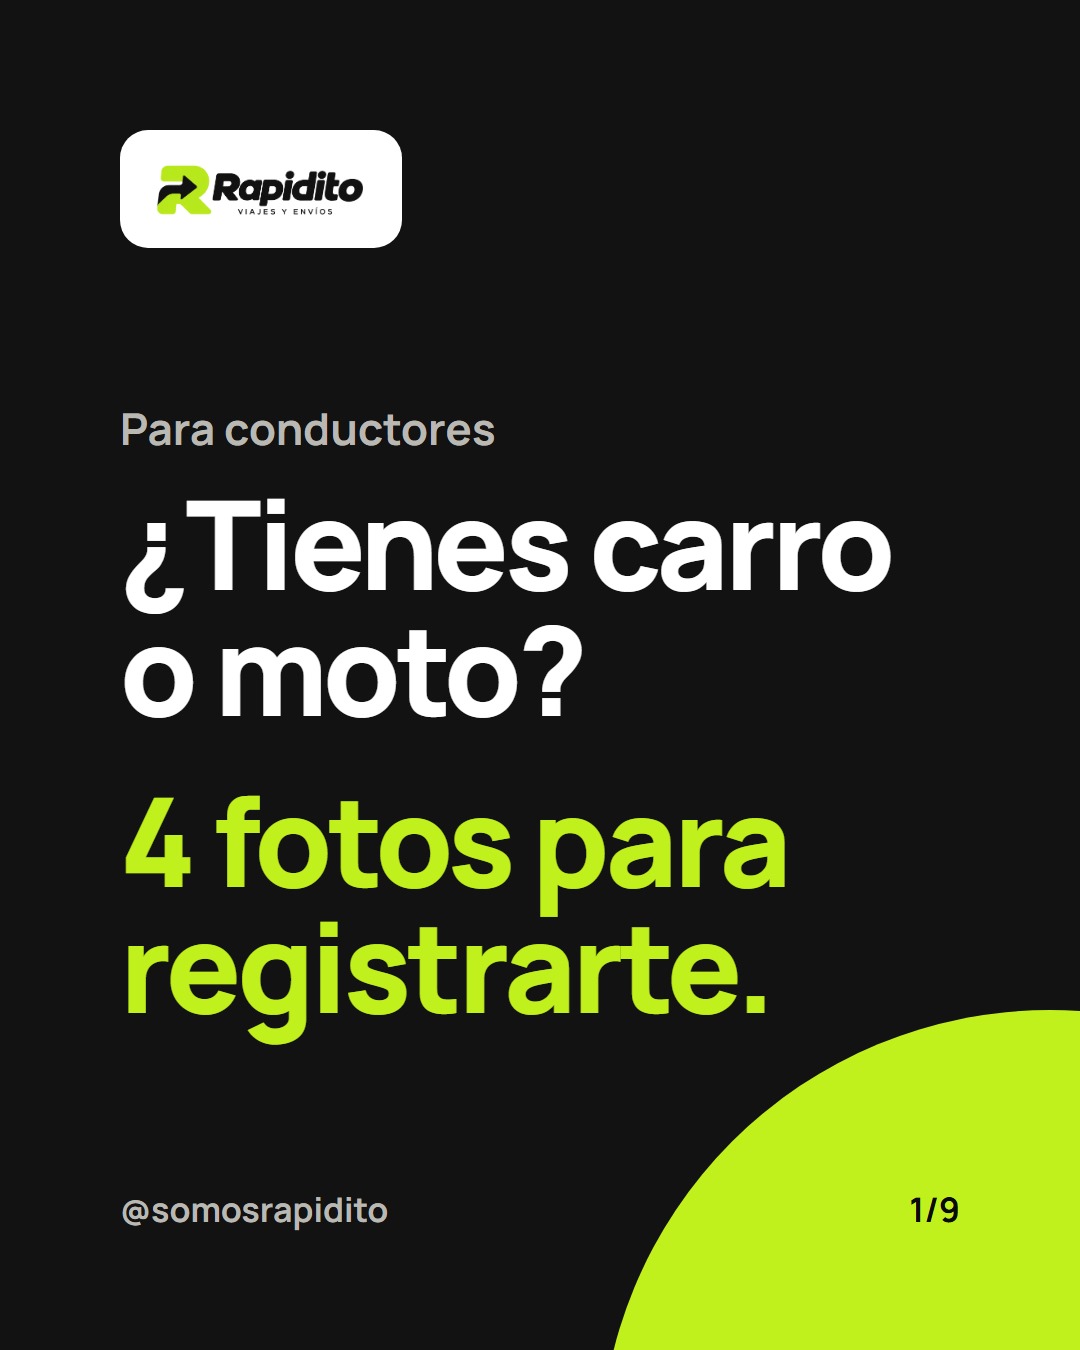 Rapidito
VIAJES Y ENVÍOS
Para conductores
¿Tienes carro
o moto?
4 fotos para
registrarte.
@somosrapidito
1/9